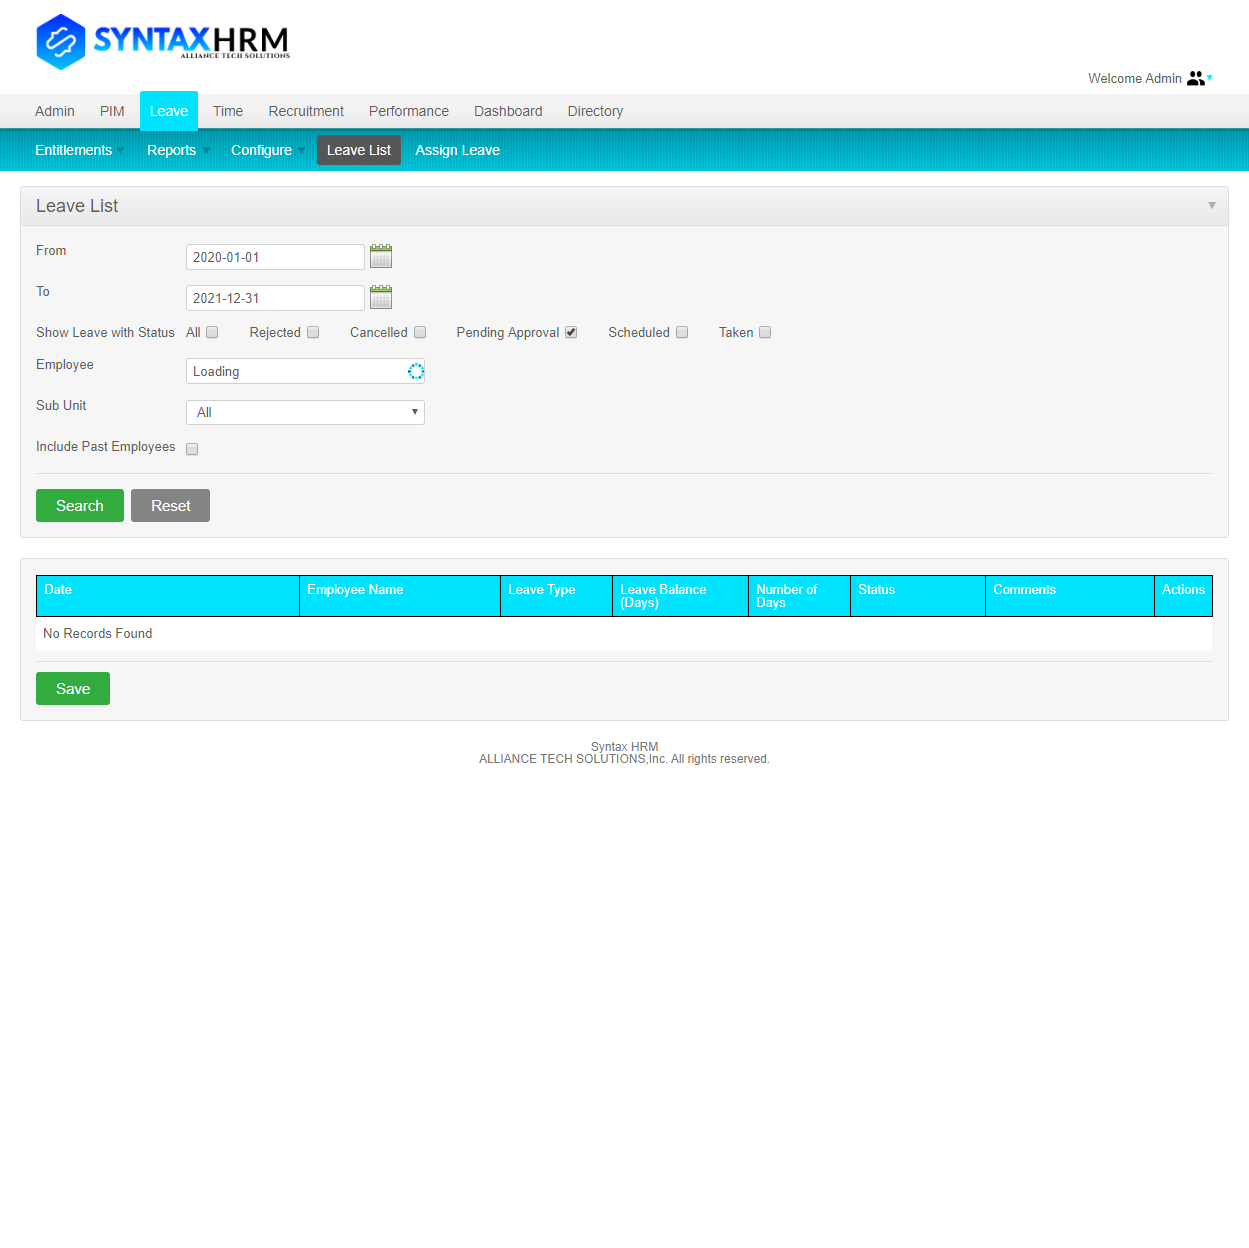 SYNTAXHRM
ALLIANCE TECH SOLUTIONS
Welcome Admin
Admin PIM Leave Time Recruitment Performance Dashboard Directory
Entitlements Reports Configure Leave List Assign Leave
Leave List
From 2020-01-01
To 2021-12-31
Show Leave with Status All Rejected Cancelled Pending Approval Scheduled Taken
Employee Loading
Sub Unit All
Include Past Employees
Search Reset
Date Employee Name Leave Type Leave Balance (Days) Number of Days Status Comments Actions
No Records Found
Save
Syntax HRM
ALLIANCE TECH SOLUTIONS,Inc. All rights reserved.